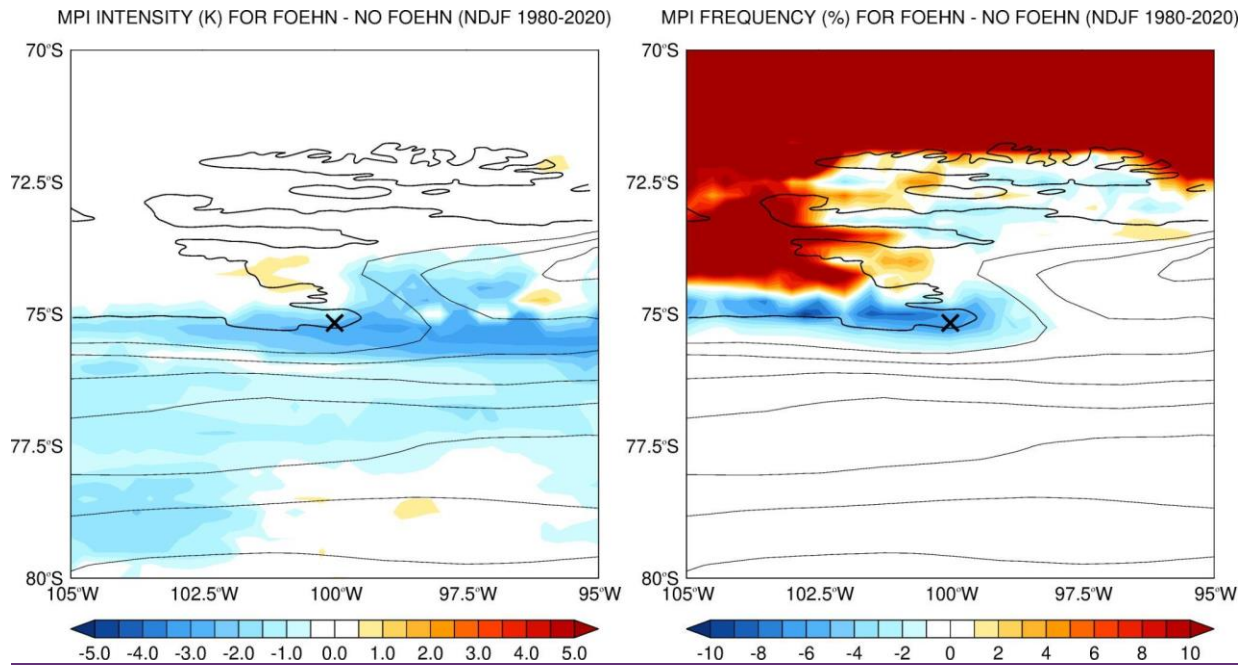 MPI INTENSITY (K) FOR FOEHN - NO FOEHN (NDJF 1980-2020)
70°S
72.5°S
75°S
77.5°S
80°S
105°W 102.5°W 100°W 97.5°W 95°W
-5.0 -4.0 -3.0 -2.0 -1.0 0.0 1.0 2.0 3.0 4.0 5.0
MPI FREQUENCY (%) FOR FOEHN - NO FOEHN (NDJF 1980-2020)
70°S
72.5°S
75°S
77.5°S
80°S
105°W 102.5°W 100°W 97.5°W 95°W
-10 -8 -6 -4 -2 0 2 4 6 8 10